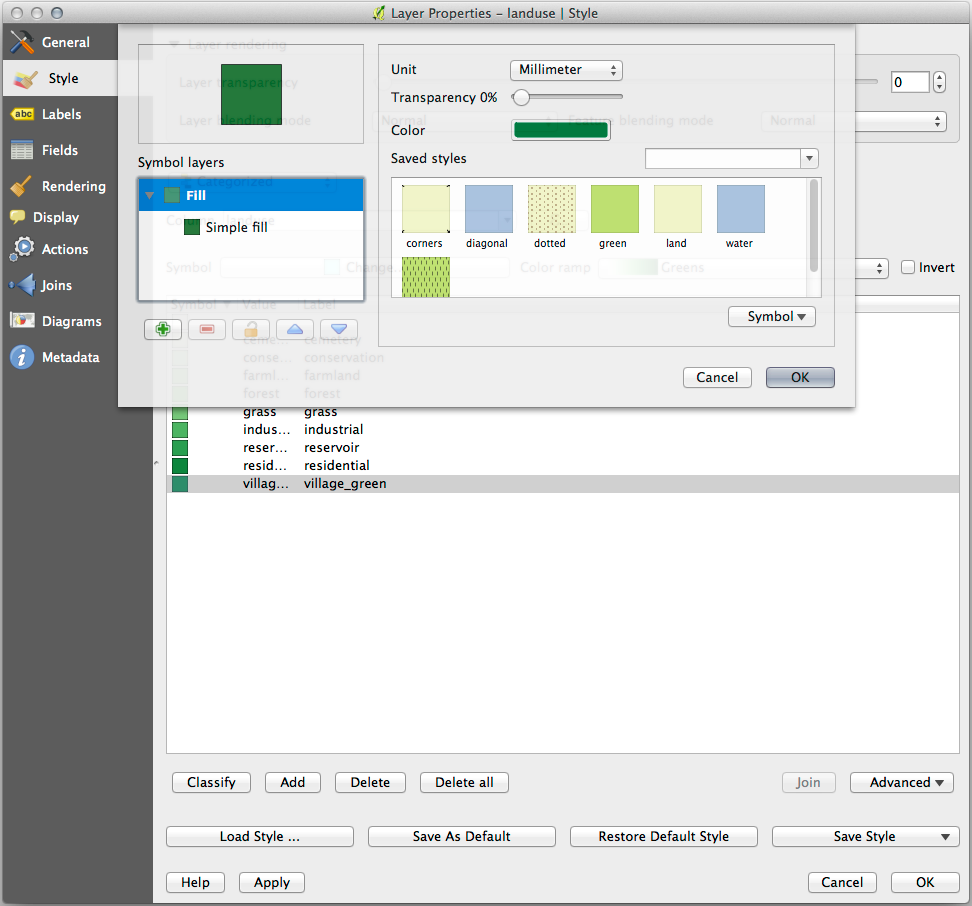 Layer Properties - landuse | Style
General
Style
Labels
Fields
Rendering
Display
Actions
Joins
Diagrams
Metadata
Layer rendering
Layer transparency
0
Layer blending mode
Normal
Feature blending mode
Normal
Unit
Millimeter
Transparency 0%
Color
Saved styles
Symbol layers
Fill
Simple fill
corners
diagonal
dotted
green
land
water
Symbol
Cancel
OK
Categorized
Symbol
Change...
Color ramp
Greens
Invert
Symbol
Value
Label
ceme...
cemetery
conse...
conservation
farml...
farmland
forest
forest
grass
grass
indus...
industrial
reser...
reservoir
resid...
residential
villag...
village_green
Classify
Add
Delete
Delete all
Join
Advanced
Load Style ...
Save As Default
Restore Default Style
Save Style
Help
Apply
Cancel
OK